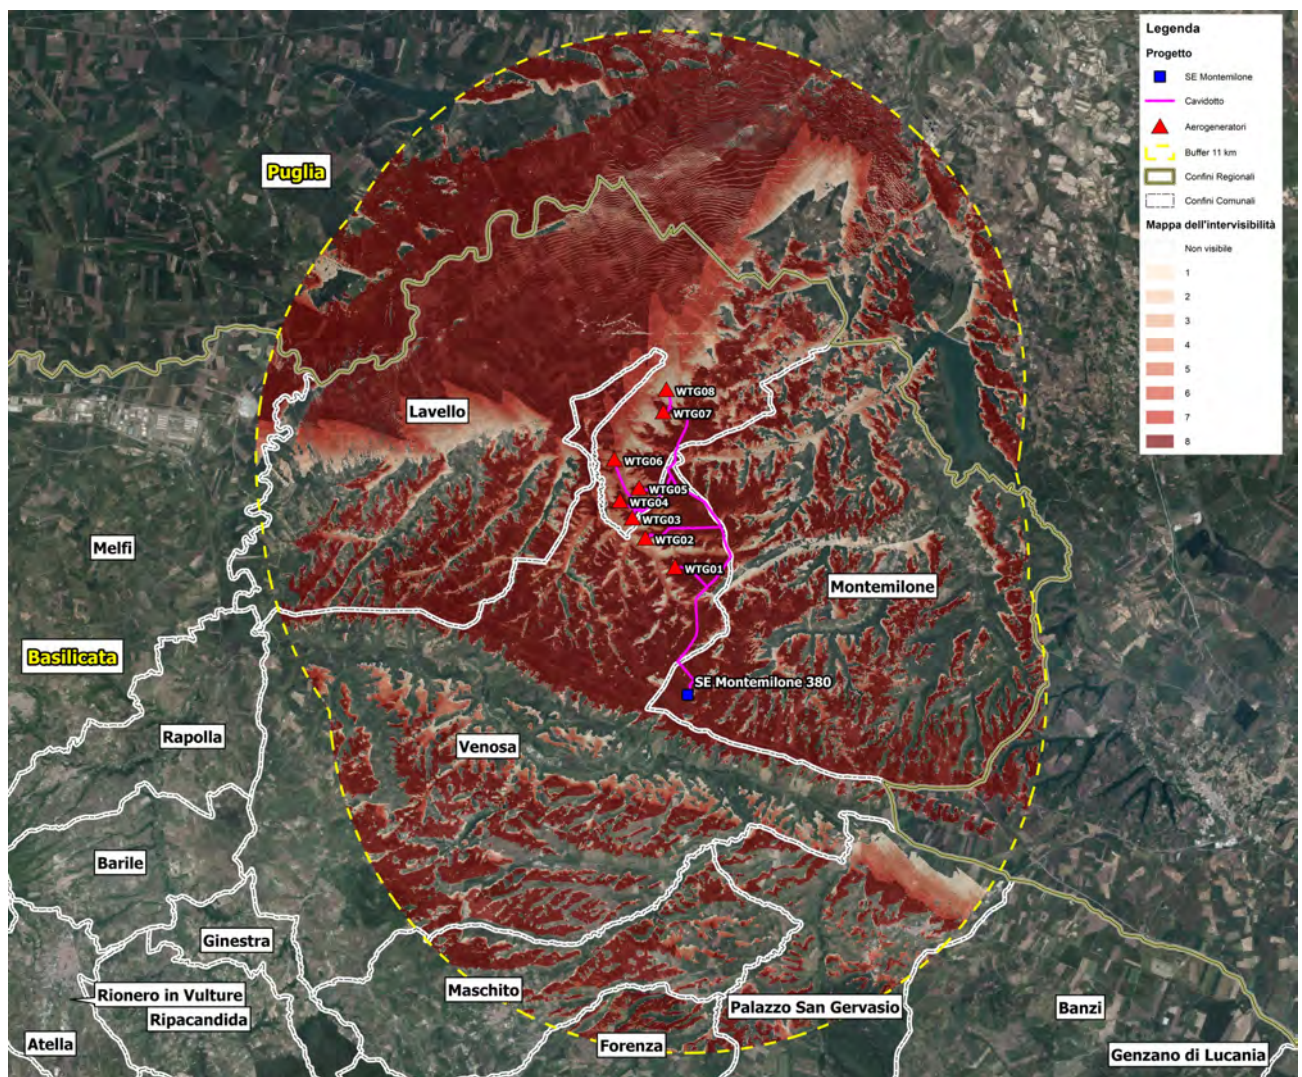 Legenda
Progetto
SE Montemilone
Cavidotto
Aerogeneratori
Buffer 11 km
Confini Regionali
Confini Comunali
Mappa dell'intervisibilità
Non visibile
1
2
3
4
5
6
7
8
Puglia
Lavello
WTG08
WTG07
WTG06
WTG05
WTG04
WTG03
WTG02
WTG01
Melfi
Montemilone
Basilicata
SE Montemilone 380
Rapolla
Venosa
Barile
Ginestra
Maschito
Rionero in Vulture
Ripacandida
Palazzo San Gervasio
Banzi
Atella
Forenza
Genzano di Lucania